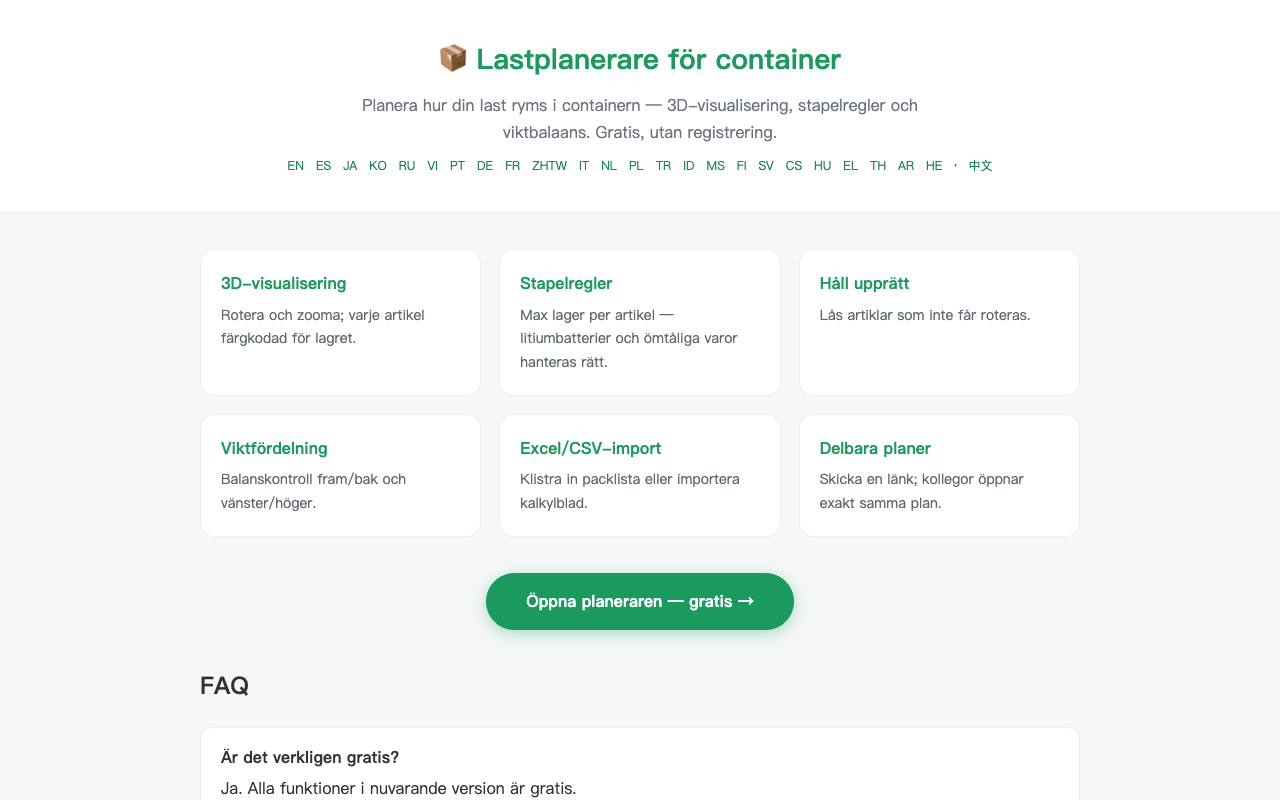 📦 Lastplanerare för container
Planera hur din last ryms i containern — 3D-visualisering, stapelregler och
viktbalaans. Gratis, utan registrering.
EN ES JA KO RU VI PT DE FR ZHTW IT NL PL TR ID MS FI SV CS HU EL TH AR HE · 中文
3D-visualisering
Rotera och zooma; varje artikel
färgkodad för lagret.
Stapelregler
Max lager per artikel —
litiumbatterier och ömtåliga varor
hanteras rätt.
Håll upprätt
Lås artiklar som inte får roteras.
Viktfördelning
Balanskontroll fram/bak och
vänster/höger.
Excel/CSV-import
Klistra in packlista eller importera
kalkylblad.
Delbara planer
Skicka en länk; kollegor öppnar
exakt samma plan.
Öppna planeraren — gratis →
FAQ
Är det verkligen gratis?
Ja. Alla funktioner i nuvarande version är gratis.